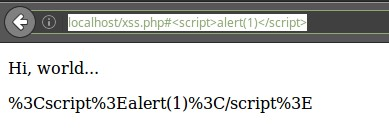 localhost/xss.php#<script>alert(1)</script>
Hi, world...
%3Cscript%3Ealert(1)%3C/script%3E